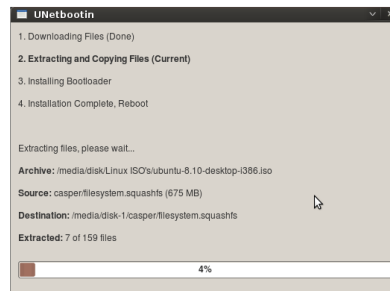 UNetbootin
1. Downloading Files (Done)
2. Extracting and Copying Files (Current)
3. Installing Bootloader
4. Installation Complete, Reboot
Extracting files, please wait...
Archive: /media/disk/Linux ISO's/ubuntu-8.10-desktop-i386.iso
Source: casper/filesystem.squashfs (675 MB)
Destination: /media/disk-1/casper/filesystem.squashfs
Extracted: 7 of 159 files
4%